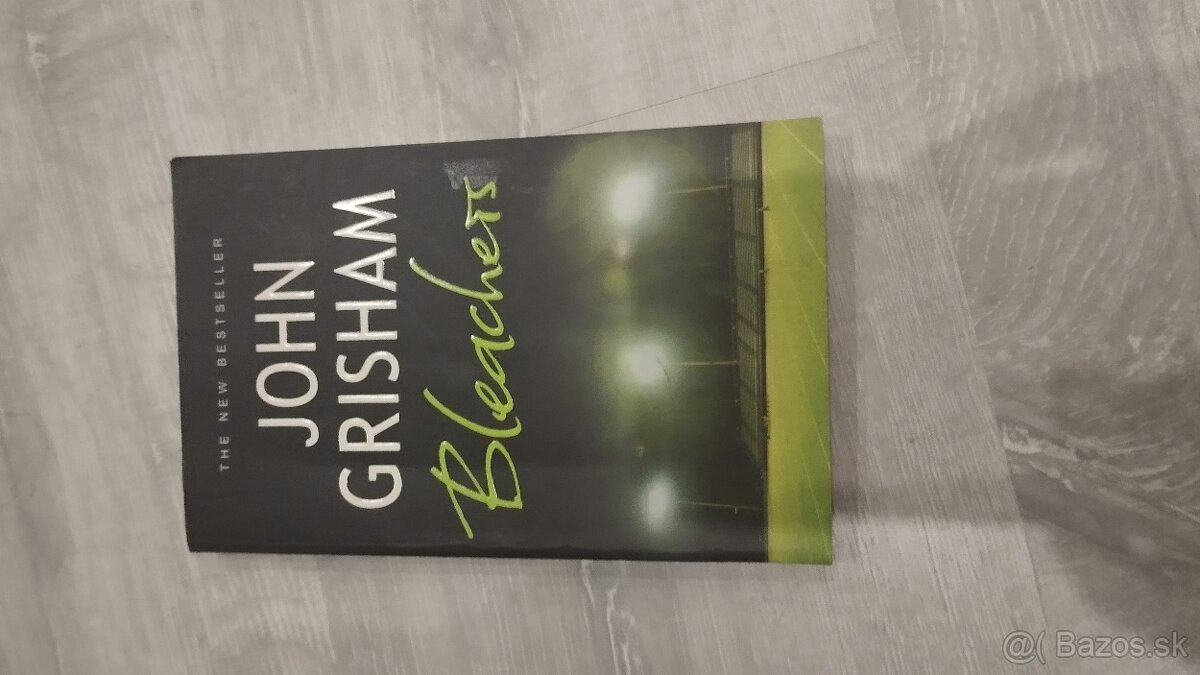 THE NEW BESTSELLER
JOHN
GRISHAM
Bleachers
@( Bazos.sk